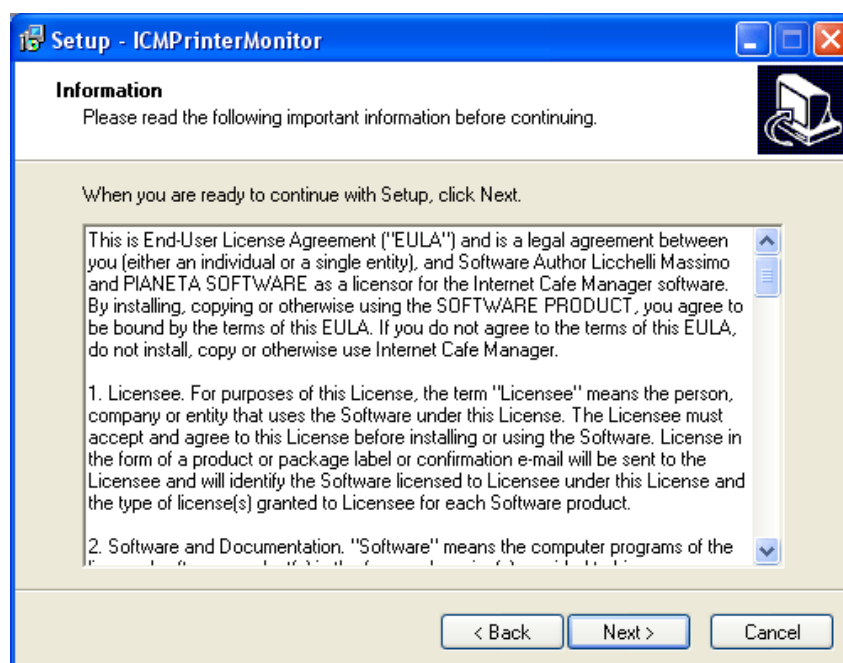 Setup - ICMPrinterMonitor
Information
Please read the following important information before continuing.
When you are ready to continue with Setup, click Next.
This is End-User License Agreement ("EULA") and is a legal agreement between
you (either an individual or a single entity), and Software Author Licchelli Massimo
and PIANETA SOFTWARE as a licensor for the Internet Cafe Manager software.
By installing, copying or otherwise using the SOFTWARE PRODUCT, you agree to
be bound by the terms of this EULA. If you do not agree to the terms of this EULA,
do not install, copy or otherwise use Internet Cafe Manager.
1. Licensee. For purposes of this License, the term "Licensee" means the person,
company or entity that uses the Software under this License. The Licensee must
accept and agree to this License before installing or using the Software. License in
the form of a product or package label or confirmation e-mail will be sent to the
Licensee and will identify the Software licensed to Licensee under this License and
the type of license(s) granted to Licensee for each Software product.
2. Software and Documentation. "Software" means the computer programs of the
< Back Next > Cancel